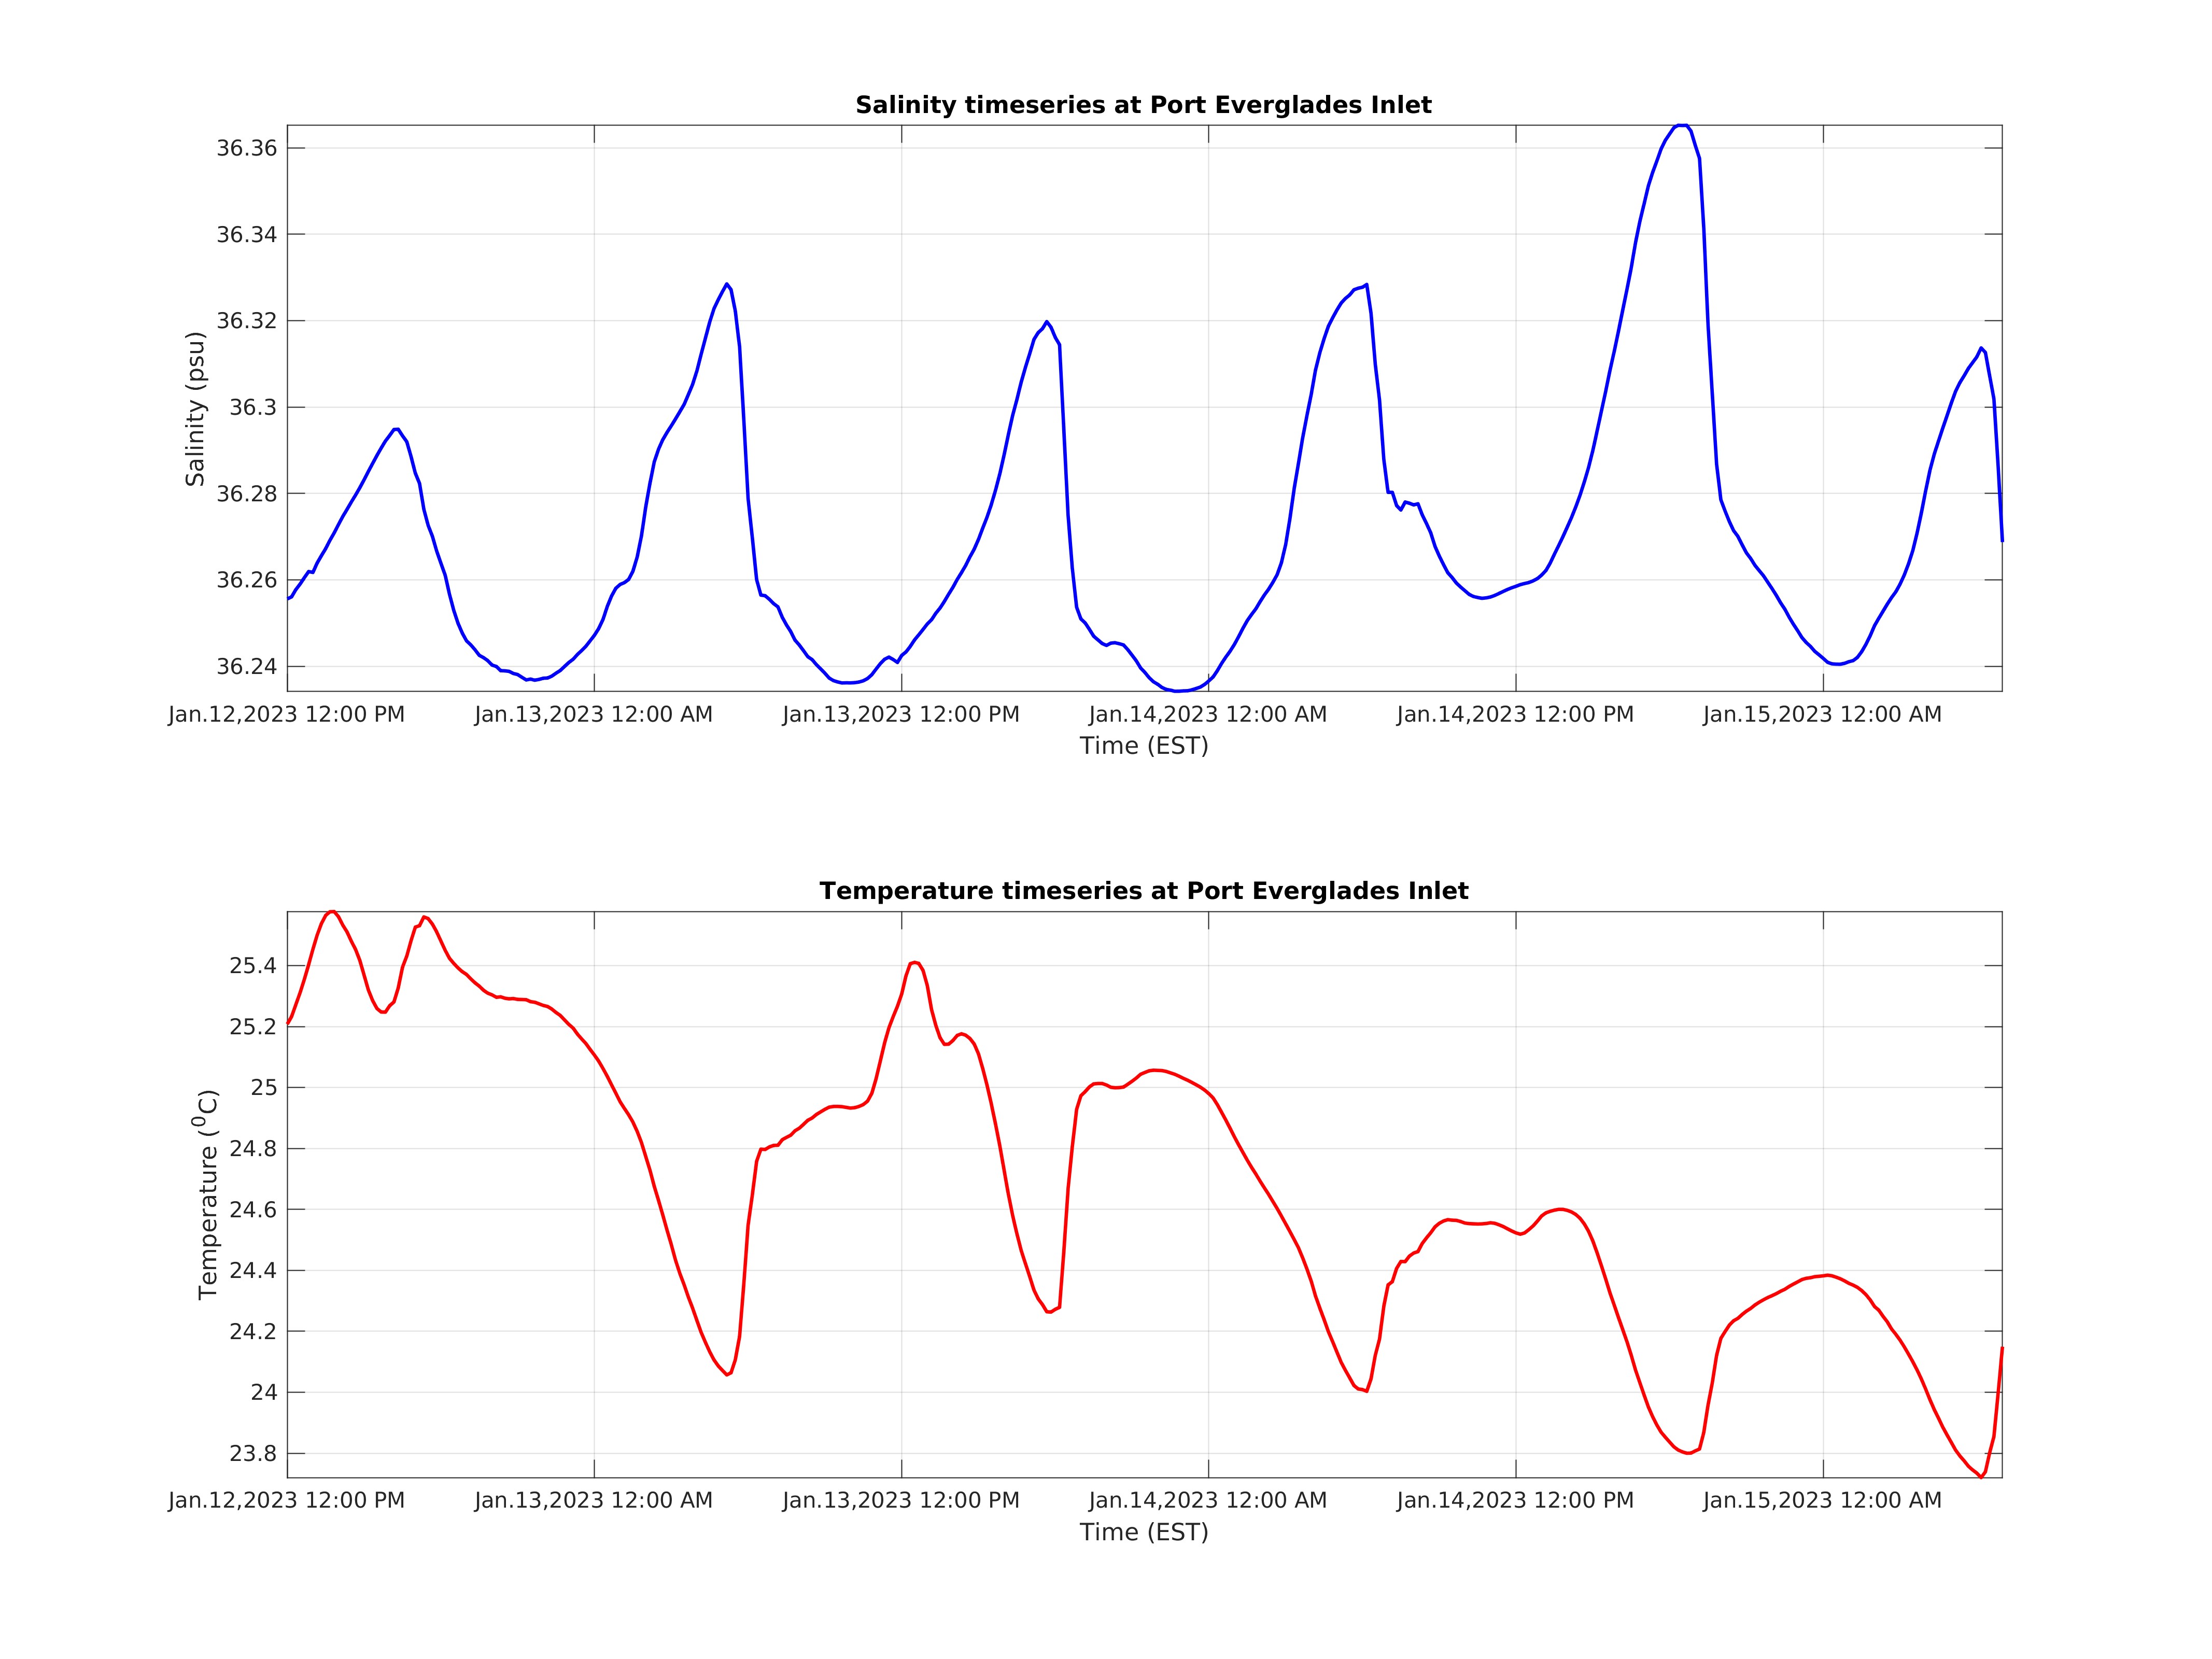 Salinity timeseries at Port Everglades Inlet
36.36
36.34
36.32
36.3
36.28
36.26
36.24
Salinity (psu)
Jan.12,2023 12:00 PM Jan.13,2023 12:00 AM Jan.13,2023 12:00 PM Jan.14,2023 12:00 AM Jan.14,2023 12:00 PM Jan.15,2023 12:00 AM
Time (EST)
Temperature timeseries at Port Everglades Inlet
25.4
25.2
25
24.8
24.6
24.4
24.2
24
23.8
Temperature (⁰C)
Jan.12,2023 12:00 PM Jan.13,2023 12:00 AM Jan.13,2023 12:00 PM Jan.14,2023 12:00 AM Jan.14,2023 12:00 PM Jan.15,2023 12:00 AM
Time (EST)